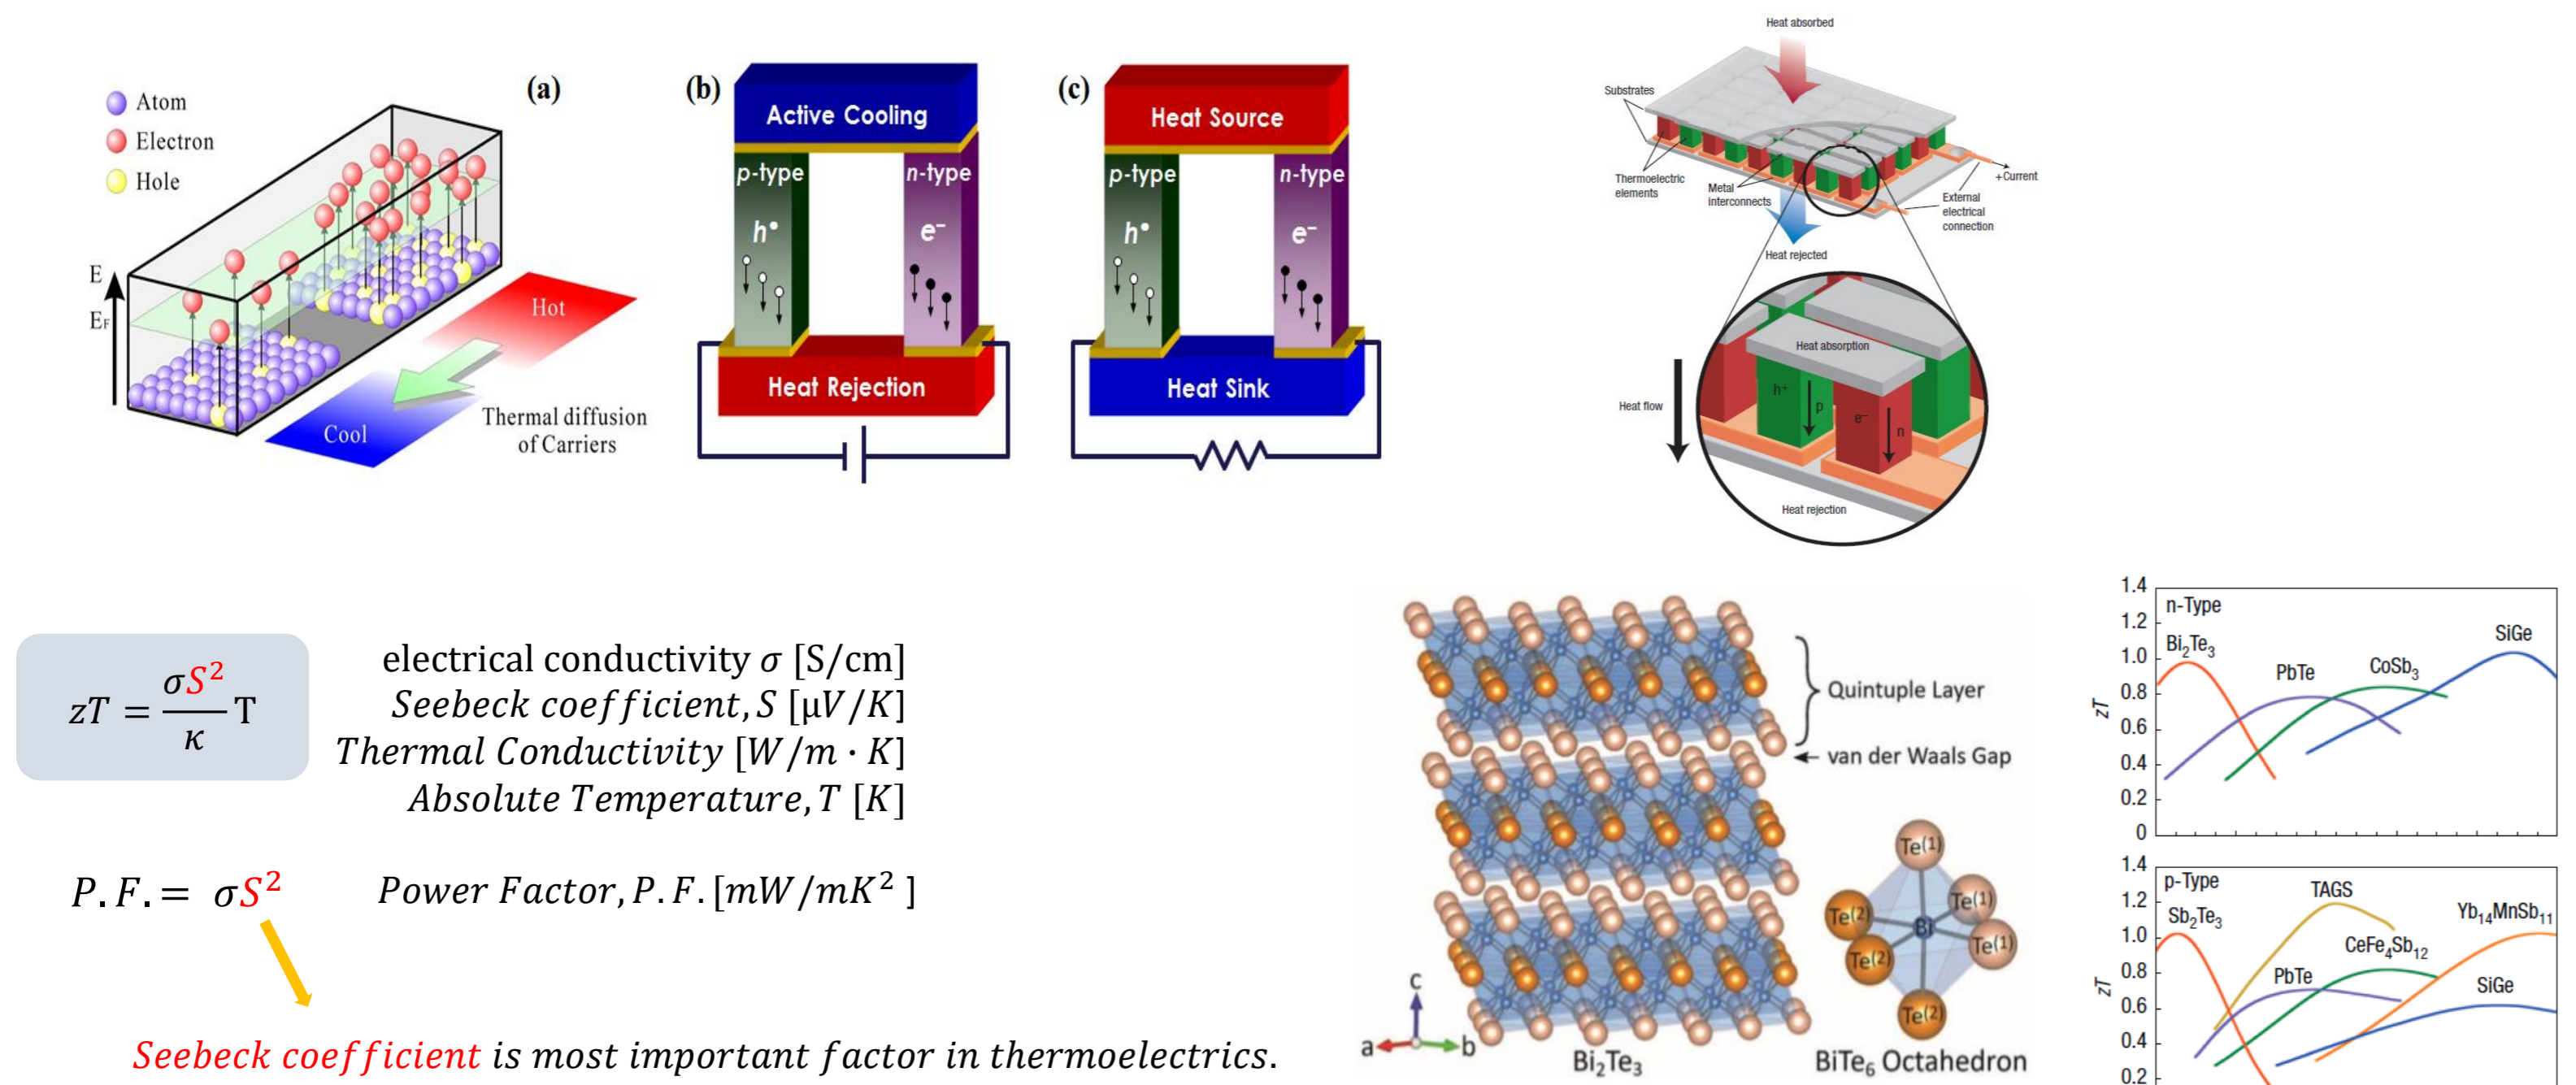 Atom
Electron
Hole
(a)
E
E_F
Hot
Cool
Thermal diffusion
of Carriers
(b)
Active Cooling
p-type
n-type
h•
e−
Heat Rejection
(c)
Heat Source
p-type
n-type
h•
e−
Heat Sink
Heat absorbed
Substrates
Thermoelectric
elements
Metal
interconnects
+Current
External
electrical
connection
Heat rejected
Heat absorption
h+
p
e−
n
Heat flow
Heat rejection
zT = σS²/κ T
electrical conductivity σ [S/cm]
Seebeck coefficient, S [μV/K]
Thermal Conductivity [W/m · K]
Absolute Temperature, T [K]
P.F. = σS²
Power Factor, P.F. [mW/mK² ]
Seebeck coefficient is most important factor in thermoelectrics.
Quintuple Layer
van der Waals Gap
Te(1)
Te(2)
Te(1)
Bi
Te(1)
Te(2)
Te(2)
c
a
b
Bi₂Te₃
BiTe₆ Octahedron
1.4
1.2
1.0
0.8
0.6
0.4
0.2
0
zT
n-Type
Bi₂Te₃
PbTe
CoSb₃
SiGe
1.4
1.2
1.0
0.8
0.6
0.4
0.2
zT
p-Type
Sb₂Te₃
TAGS
Yb₁₄MnSb₁₁
CeFe₄Sb₁₂
PbTe
SiGe